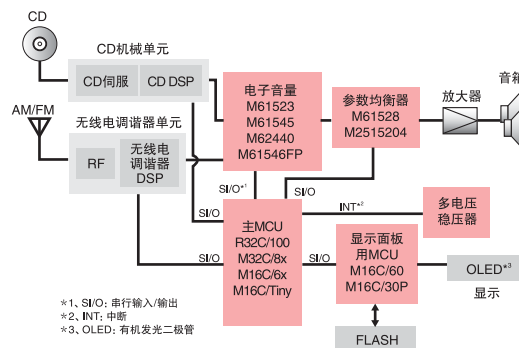 CD
CD机械单元
CD伺服
CD DSP
AM/FM
无线电调谐器单元
RF
无线电
调谐器
DSP
电子音量
M61523
M61545
M62440
M61546FP
参数均衡器
M61528
M2515204
放大器
音箱
SI/O*1
SI/O
SI/O
INT*2
多电压
稳压器
主MCU
R32C/100
M32C/8x
M16C/6x
M16C/Tiny
SI/O
SI/O
显示面板
用MCU
M16C/60
M16C/30P
OLED*3
显示
FLASH
*1、SI/O: 串行输入/输出
*2、INT: 中断
*3、OLED: 有机发光二极管